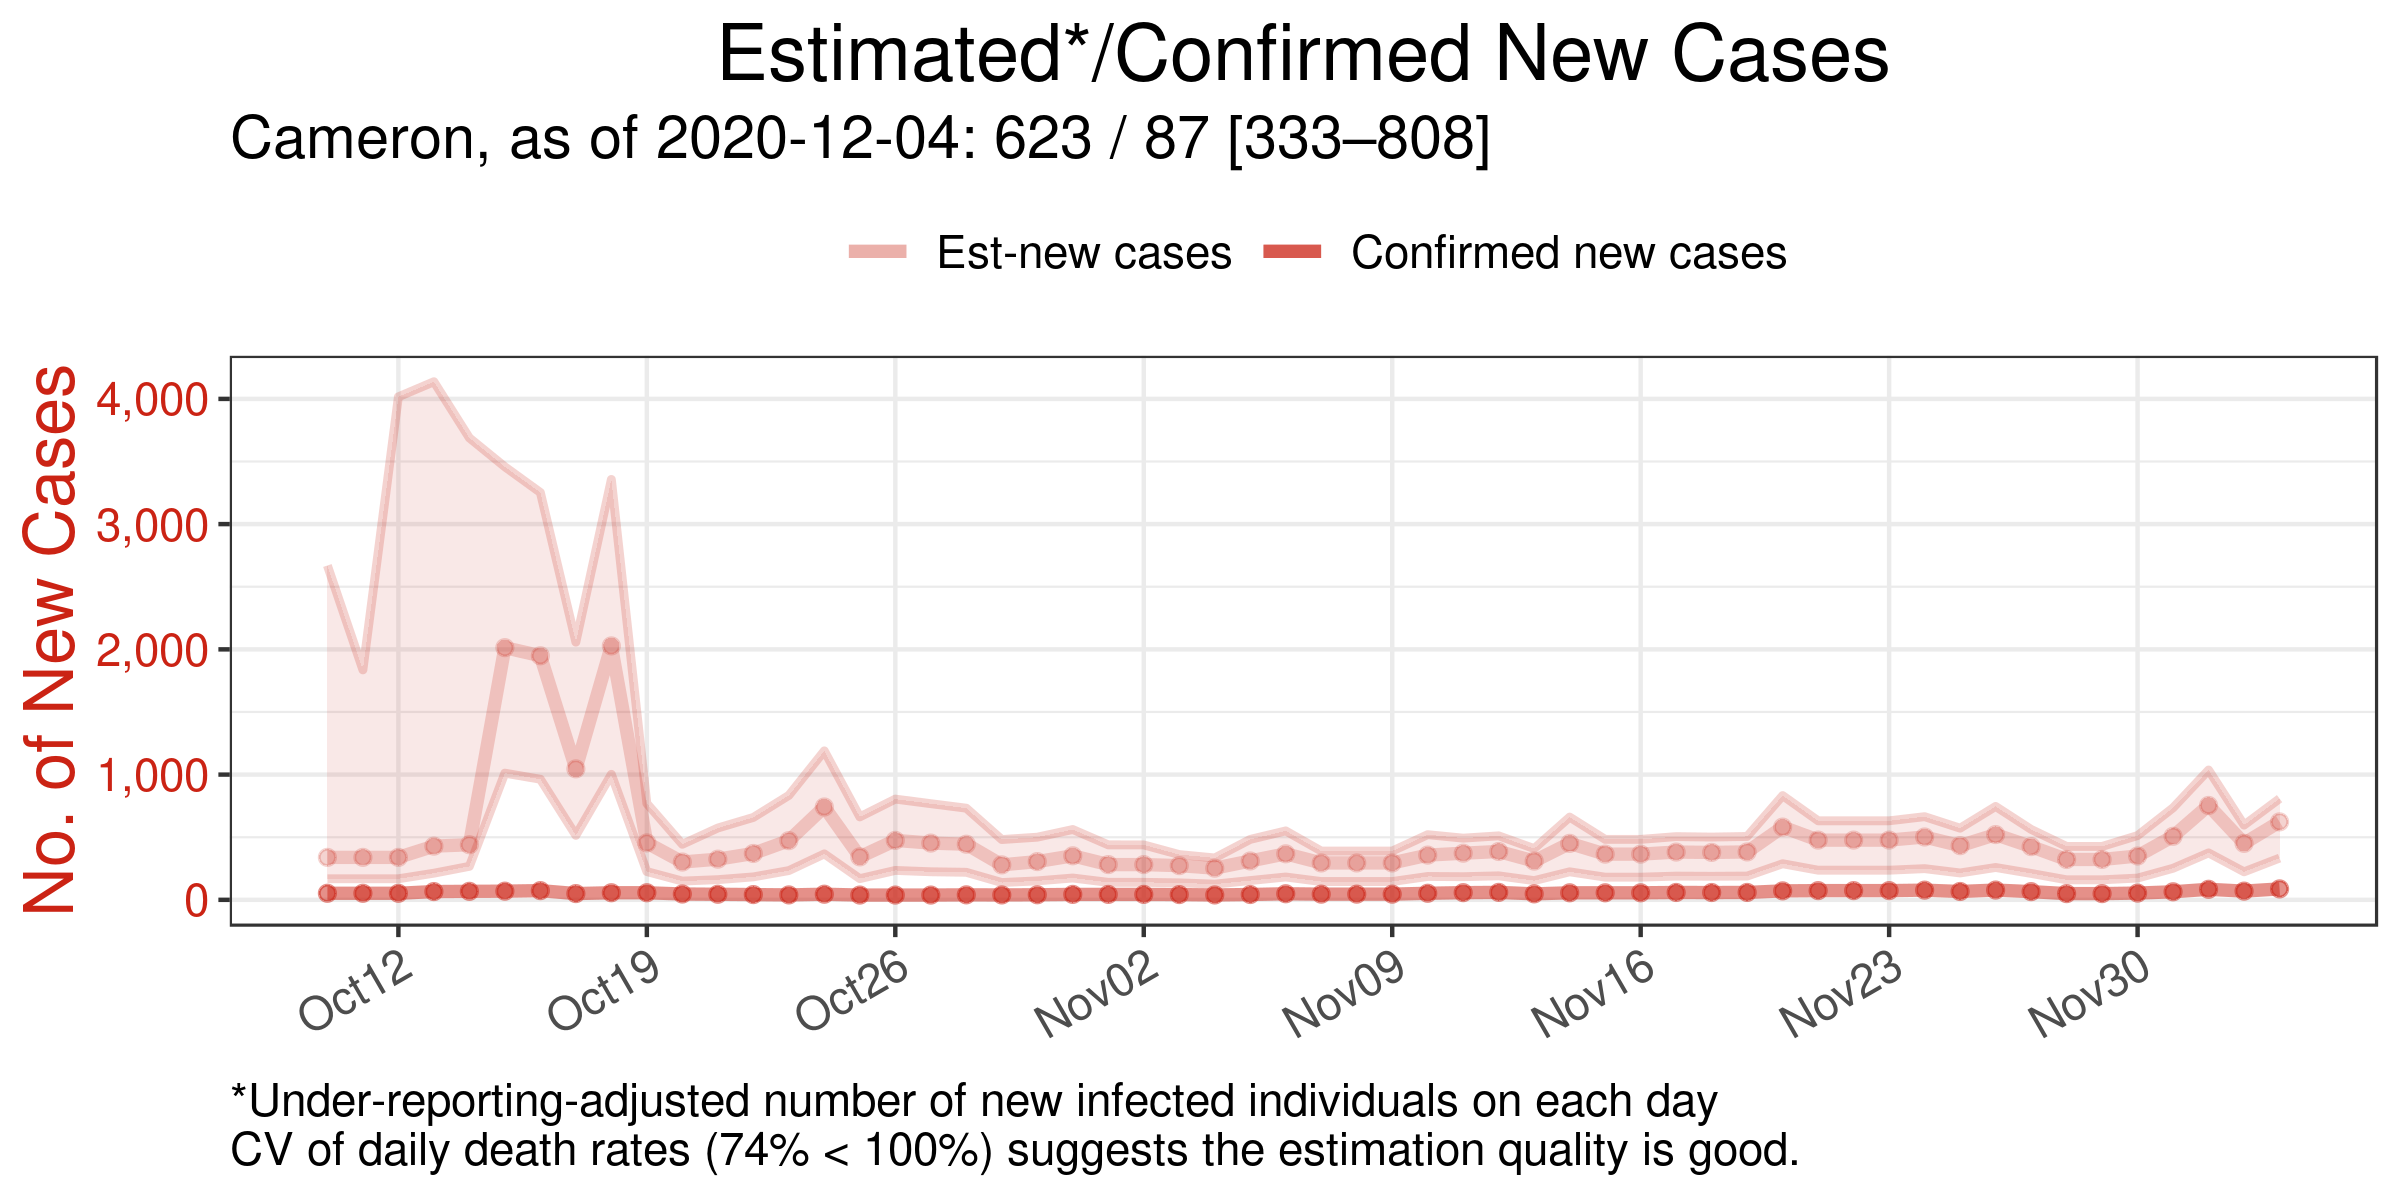 Estimated*/Confirmed New Cases
Cameron, as of 2020-12-04: 623 / 87 [333–808]
Est-new cases Confirmed new cases
No. of New Cases
4,000
3,000
2,000
1,000
0
Oct12 Oct19 Oct26 Nov02 Nov09 Nov16 Nov23 Nov30
*Under-reporting-adjusted number of new infected individuals on each day
CV of daily death rates (74% < 100%) suggests the estimation quality is good.